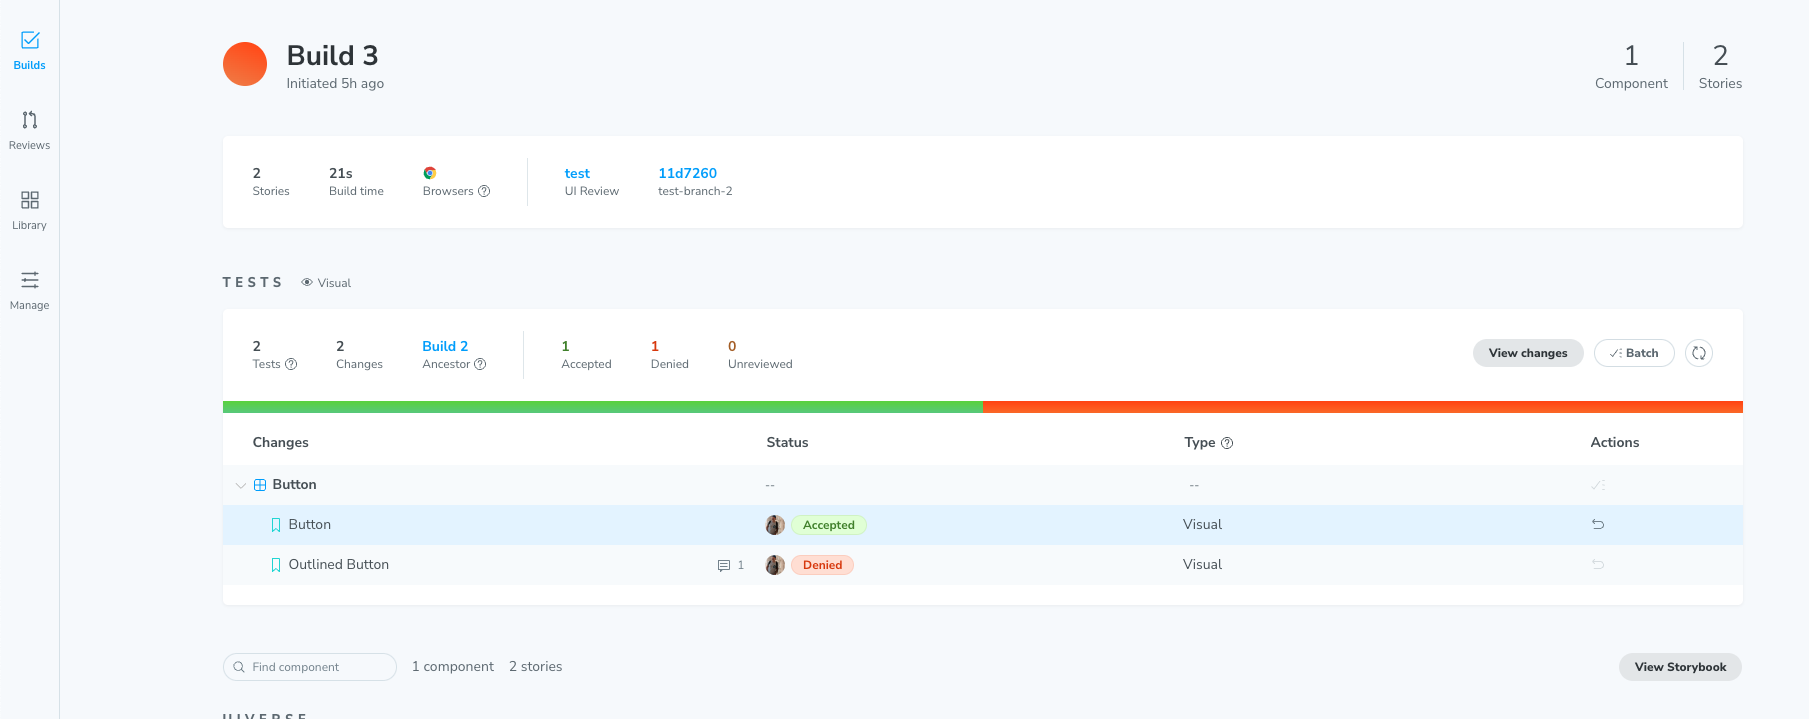 Builds
Reviews
Library
Manage
Build 3
Initiated 5h ago
1
Component
2
Stories
2
Stories
21s
Build time
Browsers
test
UI Review
11d7260
test-branch-2
TESTS
Visual
2
Tests
2
Changes
Build 2
Ancestor
1
Accepted
1
Denied
0
Unreviewed
View changes
Batch
Changes Status Type Actions
Button -- --
Button Accepted Visual
Outlined Button 1 Denied Visual
Find component
1 component 2 stories
View Storybook